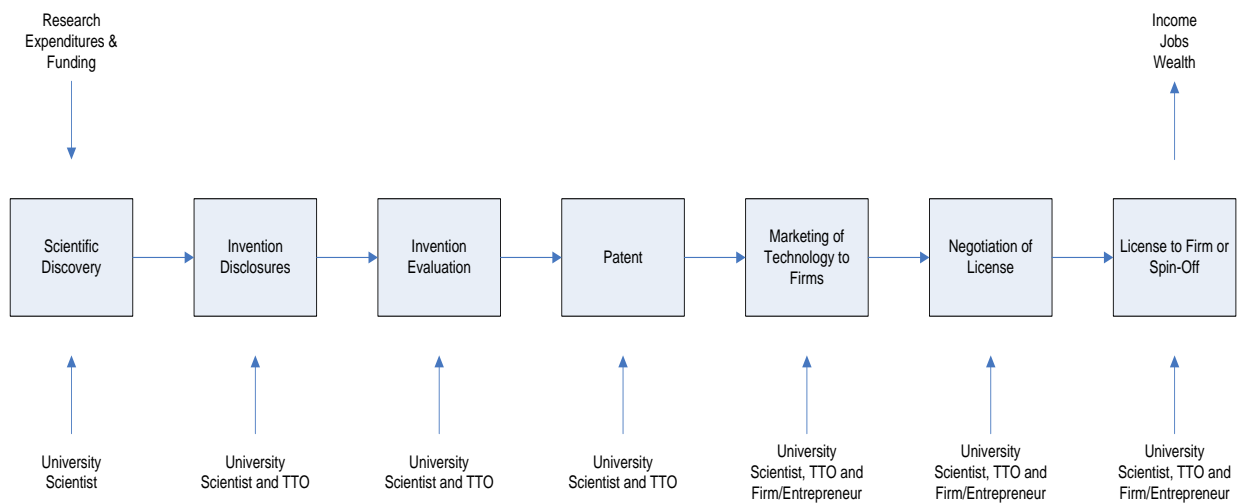 Research
Expenditures &
Funding
Income
Jobs
Wealth
Scientific
Discovery
Invention
Disclosures
Invention
Evaluation
Patent
Marketing of
Technology to
Firms
Negotiation of
License
License to Firm or
Spin-Off
University
Scientist
University
Scientist and TTO
University
Scientist and TTO
University
Scientist and TTO
University
Scientist, TTO and
Firm/Entrepreneur
University
Scientist, TTO and
Firm/Entrepreneur
University
Scientist, TTO and
Firm/Entrepreneur